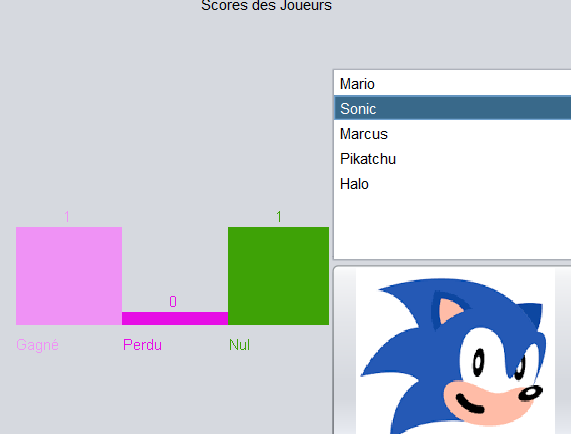 Scores des Joueurs
Mario
Sonic
Marcus
Pikatchu
Halo
1
0
1
Gagné
Perdu
Nul